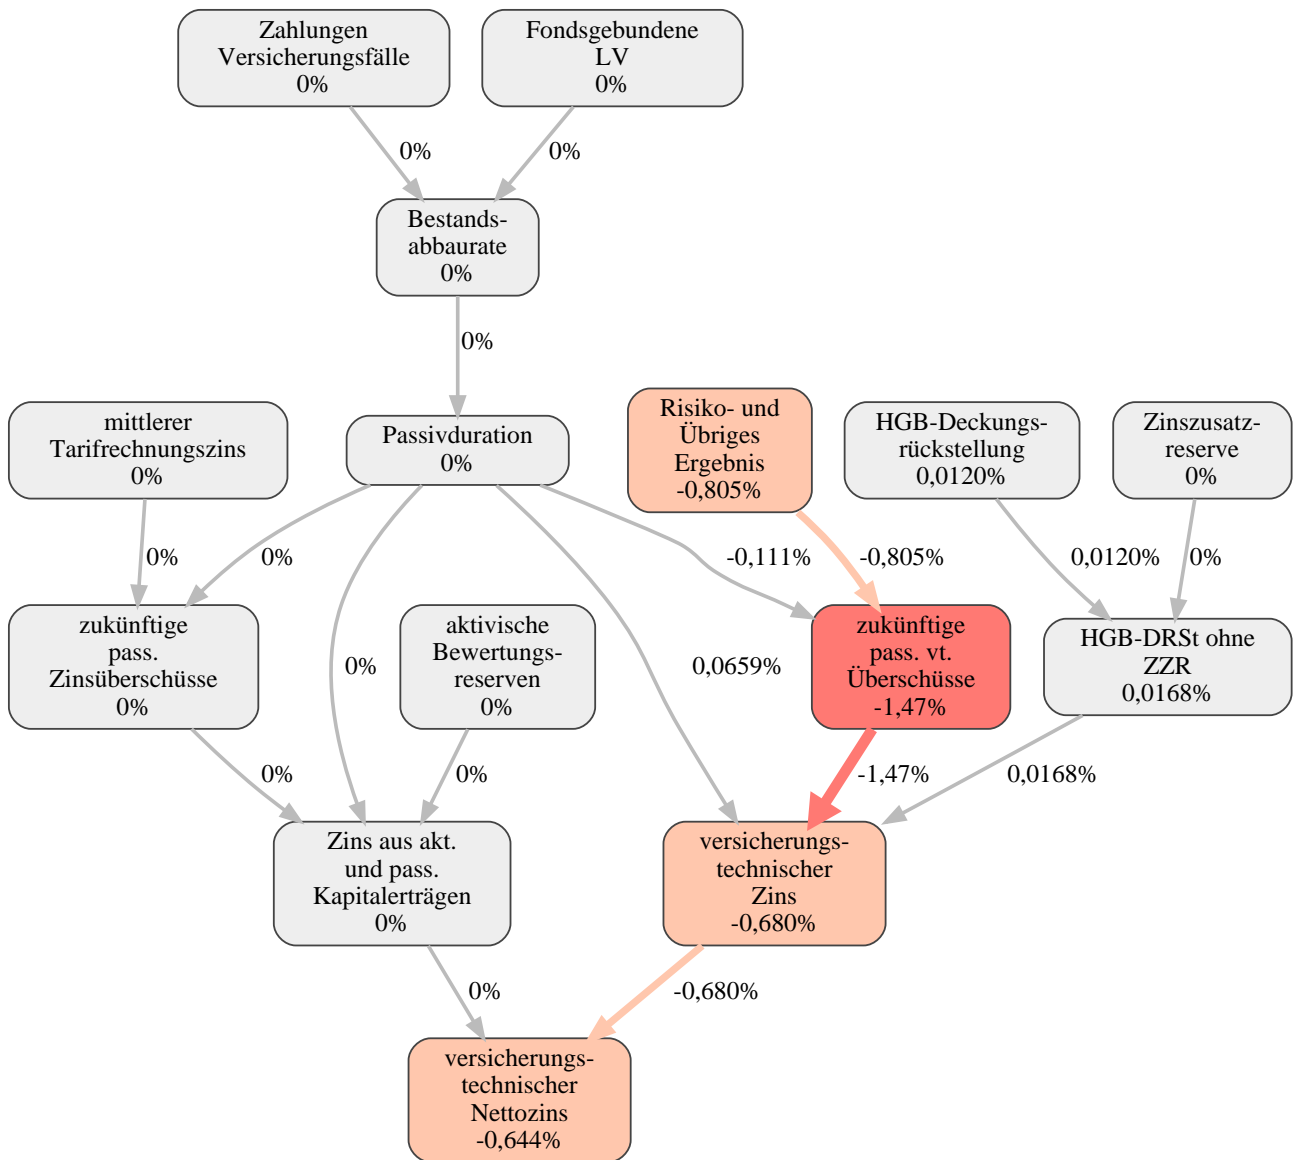 Zahlungen
Versicherungsfälle
0%
Fondsgebundene
LV
0%
0%
0%
Bestands-
abbaurate
0%
0%
mittlerer
Tarifrechnungszins
0%
Passivduration
0%
Risiko- und
Übriges
Ergebnis
-0,805%
HGB-Deckungs-
rückstellung
0,0120%
Zinszusatz-
reserve
0%
0%
0%
-0,111%
-0,805%
0,0120%
0%
zukünftige
pass.
Zinsüberschüsse
0%
0%
aktivische
Bewertungs-
reserven
0%
0,0659%
zukünftige
pass. vt.
Überschüsse
-1,47%
HGB-DRSt ohne
ZZR
0,0168%
0%
0%
-1,47%
0,0168%
Zins aus akt.
und pass.
Kapitalerträgen
0%
versicherungs-
technischer
Zins
-0,680%
0%
-0,680%
versicherungs-
technischer
Nettozins
-0,644%